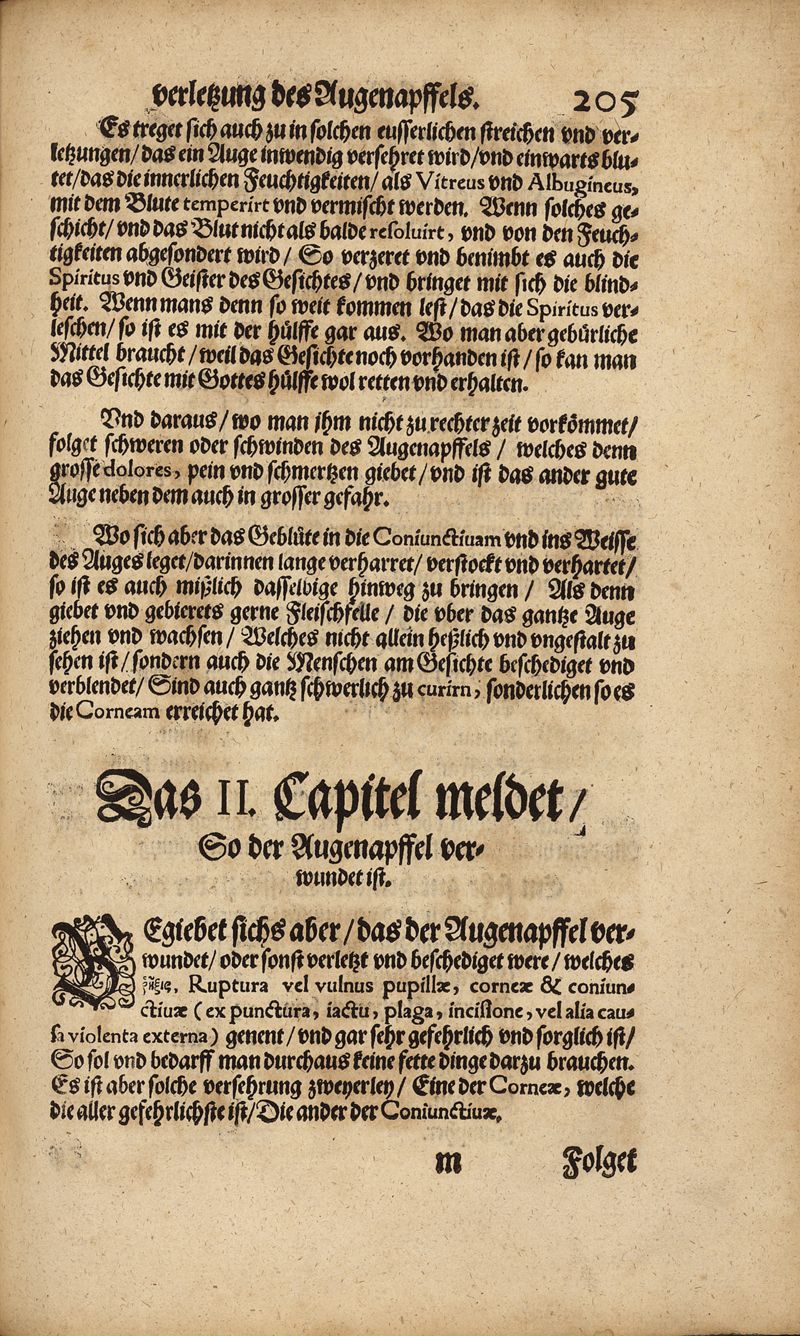 verletzung des Augenapffels. 205
Es treget sich auch zu in solchen eusserlichen streichen vnd ver-
letzungen/ das ein Auge inwendig versehret wird/ vnd einwarts blu-
tet/ das die innerlichen Feuchtigkeiten/ als Vitreus vnd Albugineus,
mit dem Blute temperirt vnd vermischt werden. Wenn solches ge-
schicht/ vnd das Blut nicht als balde resoluirt, vnd von den Feuch-
tigkeiten abgesondert wird/ So verzeret vnd benimbt es auch die
Spiritus vnd Geister des Gesichtes/ vnd bringet mit sich die blind-
heit. Wenn mans denn so weit kommen lest/ das die Spiritus ver-
leschen/ so ist es mit der hülffe gar aus. Wo man aber gebürliche
Mittel braucht/ weil das Gesichte noch vorhanden ist/ so kan man
das Gesichte mit Gottes hülffe wol retten vnd erhalten.
Vnd daraus/ wo man jhm nicht zu rechter zeit vorkömmet/
folget schweren oder schwinden des Augenapffels/ welches denn
grosse dolores, pein vnd schmertzen giebet/ vnd ist das ander gute
Auge neben dem auch in grosser gefahr.
Wo sich aber das Geblüte in die Coniunctiuam vnd ins Weisse
des Auges leget/ darinnen lange verharret/ verstockt vnd verhartet/
so ist es auch mißlich dasselbige hinweg zu bringen/ Als denn
giebet vnd gebierets gerne Fleischfelle/ die vber das gantze Auge
ziehen vnd wachsen/ Welches nicht allein heßlich vnd vngestalt zu
sehen ist/ sondern auch die Menschen am Gesichte beschediget vnd
verblendet/ Sind auch gantz schwerlich zu curirn, sonderlichen so es
die Corneam erreichet hat.
Das II. Capitel meldet/
So der Augenapffel ver-
wundet ist.
BEgiebet sichs aber/ das der Augenapffel ver-
wundet/ oder sonst verletzt vnd beschediget were/ welches
Ruptura vel vulnus pupillæ, corneæ & coniun-
ctiuæ (ex punctura, iactu, plaga, incisione, vel alia cau-
sa violenta externa) genent/ vnd gar sehr gefehrlich vnd sorglich ist/
So sol vnd bedarff man durchaus keine fette dinge darzu brauchen.
Es ist aber solche versehrung zweyerley/ Eine der Corneæ, welche
die aller gefehrlichste ist/ Die ander der Coniunctiuæ.
m Folget